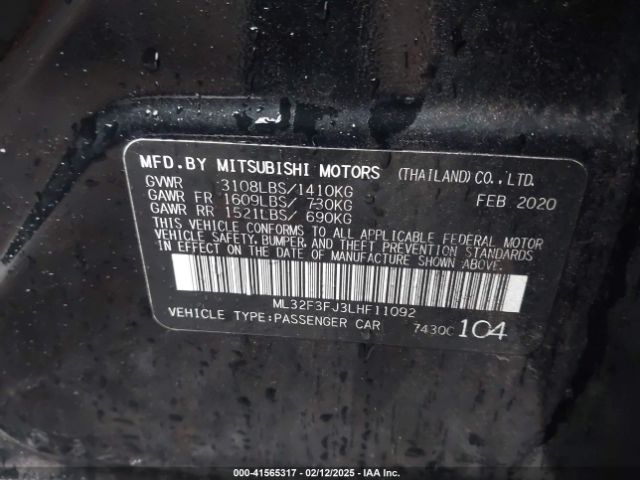 MFD.BY MITSUBISHI MOTORS (THAILAND) CO.,LTD.
GVWR 3108LBS/1410KG FEB 2020
GAWR FR 1609LBS/ 730KG
GAWR RR 1521LBS/ 690KG
THIS VEHICLE CONFORMS TO ALL APPLICABLE FEDERAL MOTOR
VEHICLE SAFETY, BUMPER, AND THEFT PREVENTION STANDARDS
IN EFFECT ON THE DATE OF MANUFACTURE SHOWN ABOVE.
ML32F3FJ3LHF11092
VEHICLE TYPE:PASSENGER CAR 7430C 104
000-41565317 - 02/12/2025 - IAA Inc.